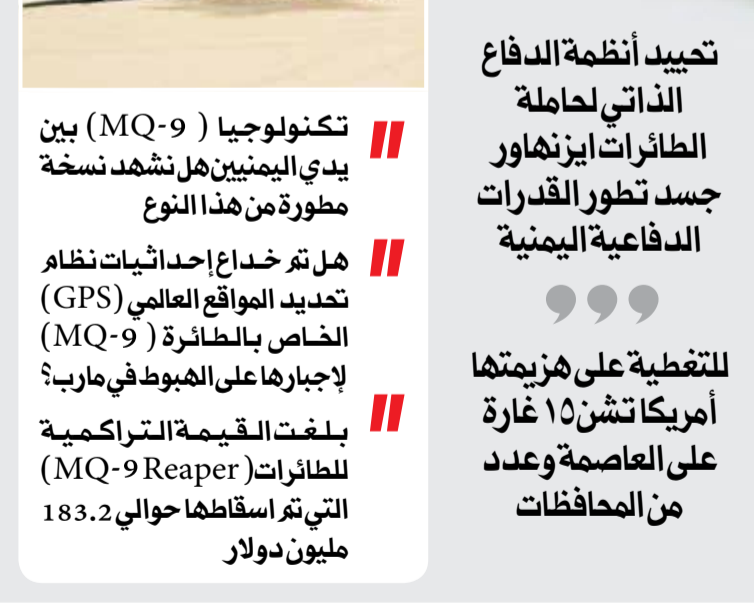 تحييد أنظمة الدفاع
الذاتي لحاملة
الطائرات ايزنهاور
جسد تطور القدرات
الدفاعية اليمنية
للتغطية على هزيمتها
أمريكا تشن ١٥ غارة
على العاصمة وعدد
من المحافظات
تكنولوجيا ( MQ-9) بين
يدي اليمنيين هل نشهد نسخة
مطورة من هذا النوع
هل تم خداع إحداثيات نظام
تحديد المواقع العالمي (GPS)
الخاص بالطائرة ( MQ-9)
لإجبارها على الهبوط في مارب؟
بلغت القيمة التراكمية
للطائرات( MQ-9 Reaper)
التي تم اسقاطها حوالي 183.2
مليون دولار